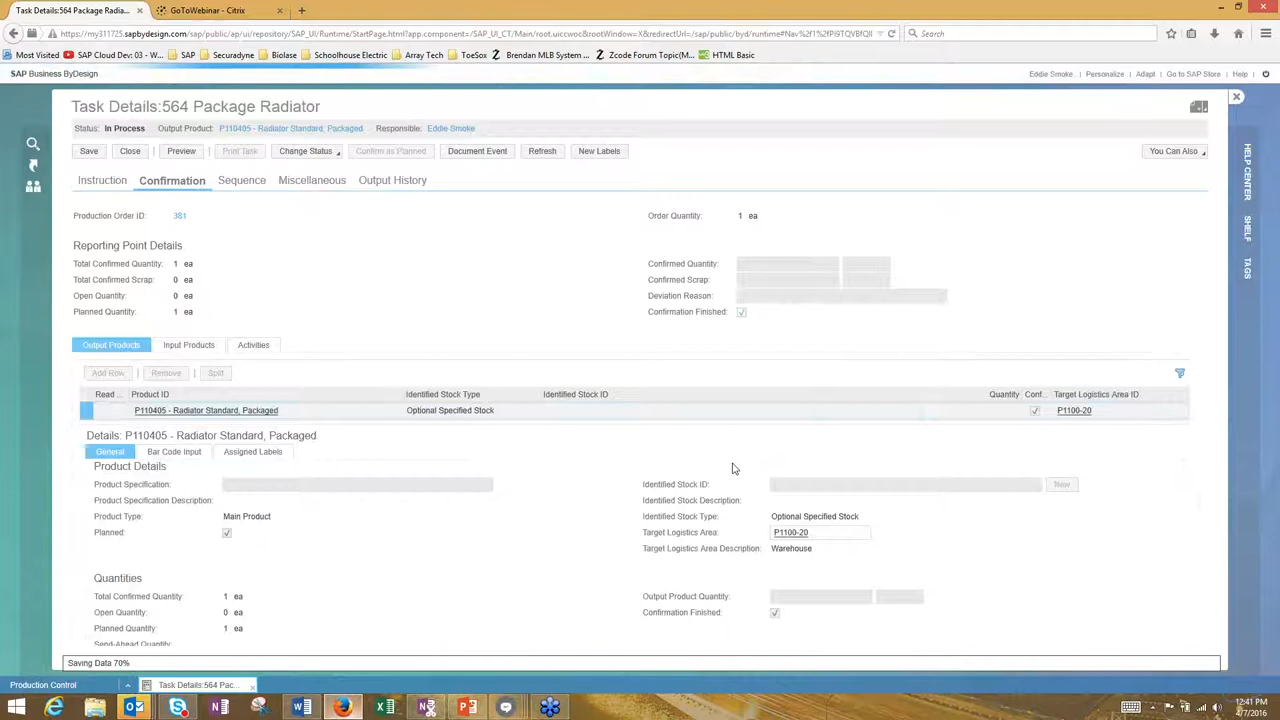 Task Details:564 Package Radia...
GoToWebinar - Citrix
https://my311725.sapbydesign.com/sap/public/ap/ui/repository/SAP_UI/Runtime/StartPage.html?app.component=/SAP_UI_CT/Main/root.uiccwoc&rootWindow=X&redirectUrl=/sap/public/byd/runtime#Nav
Search
Most Visited SAP Cloud Dev: 03 - W... SAP Securadyne Biolase Schoolhouse Electric Array Tech ToeSox Brendan MLB System ... Zcode Forum Topic(M... HTML Basic
SAP Business ByDesign
Eddie Smoke Personalize Adapt Go to SAP Store Help
Task Details:564 Package Radiator
Status: In Process Output Product: P110405 - Radiator Standard, Packaged Responsible: Eddie Smoke
Save Close Preview Print Task Change Status Confirm as Planned Document Event Refresh New Labels You Can Also
Instruction Confirmation Sequence Miscellaneous Output History
HELP CENTER
SHELF
TAGS
Production Order ID: 381 Order Quantity: 1 ea
Reporting Point Details
Total Confirmed Quantity: 1 ea Confirmed Quantity:
Total Confirmed Scrap: 0 ea Confirmed Scrap:
Open Quantity: 0 ea Deviation Reason:
Planned Quantity: 1 ea Confirmation Finished:
Output Products Input Products Activities
Add Row Remove Split
Read ... Product ID Identified Stock Type Identified Stock ID Quantity Conf... Target Logistics Area ID
P110405 - Radiator Standard, Packaged Optional Specified Stock P1100-20
Details: P110405 - Radiator Standard, Packaged
General Bar Code Input Assigned Labels
Product Details
Product Specification: Identified Stock ID: New
Product Specification Description: Identified Stock Description:
Product Type: Main Product Identified Stock Type: Optional Specified Stock
Planned: Target Logistics Area: P1100-20
Target Logistics Area Description: Warehouse
Quantities
Total Confirmed Quantity: 1 ea Output Product Quantity:
Open Quantity: 0 ea Confirmation Finished:
Planned Quantity: 1 ea
Send-Ahead Quantity:
Saving Data 70%
Production Control Task Details:564 Pac...
12:41 PM
4/7/2016